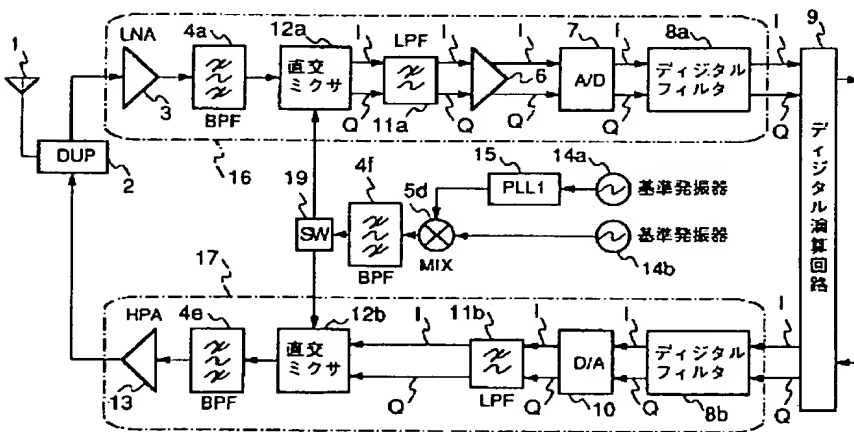 1
DUP
2
LNA
3
4a
BPF
12a
直交
ミクサ
I
Q
LPF
11a
I
Q
6
I
Q
7
A/D
I
Q
8a
ディジタル
フィルタ
I
Q
9
ディジタル演算回路
16
19
SW
4f
BPF
5d
MIX
15
PLL1
14a
基準発振器
14b
基準発振器
17
HPA
13
4e
BPF
12b
直交
ミクサ
I
Q
11b
LPF
I
Q
D/A
10
I
Q
ディジタル
フィルタ
8b
I
Q